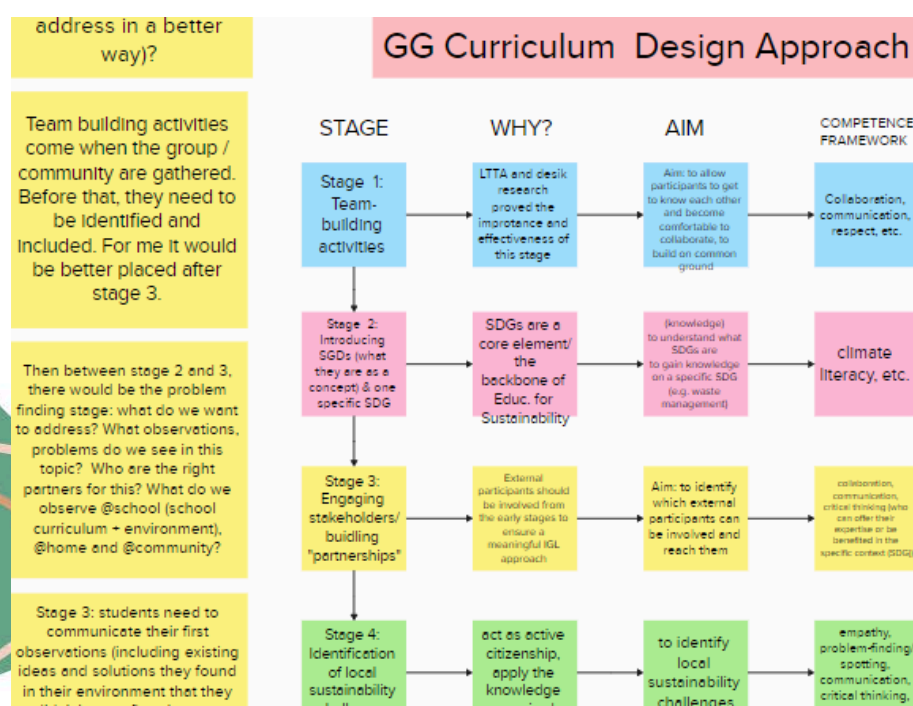 address in a better
way)?
Team building activities
come when the group /
community are gathered.
Before that, they need to
be identified and
included. For me it would
be better placed after
stage 3.
Then between stage 2 and 3,
there would be the problem
finding stage: what do we want
to address? What observations,
problems do we see in this
topic? Who are the right
partners for this? What do we
observe @school (school
curriculum + environment),
@home and @community?
Stage 3: students need to
communicate their first
observations (including existing
ideas and solutions they found
in their environment that they
GG Curriculum Design Approach
STAGE
WHY?
AIM
COMPETENCE
FRAMEWORK
Stage 1:
Team-
building
activities
LTTA and desik
research
proved the
improtance and
effectiveness of
this stage
Aim: to allow
participants to get
to know each other
and become
comfortable to
collaborate, to
build on common
ground
Collaboration,
communication,
respect, etc.
Stage 2:
Introducing
SGDs (what
they are as a
concept) & one
specific SDG
SDGs are a
core element/
the
backbone of
Educ. for
Sustainability
(knowledge)
to understand what
SDGs are
to gain knowledge
on a specific SDG
(e.g. waste
management)
climate
literacy, etc.
Stage 3:
Engaging
stakeholders/
buidling
"partnerships"
External
participants should
be involved from
the early stages to
ensure a
meaningful IGL
approach
Aim: to identify
which external
participants can
be involved and
reach them
collaboration,
communication,
critical thinking (who
can offer their
expertise or be
benefited in the
specific context (SDG))
Stage 4:
Identification
of local
sustainability
act as active
citizenship,
apply the
knowledge
to identify
local
sustainability
challenges
empathy,
problem-finding/
spotting,
communication,
critical thinking,